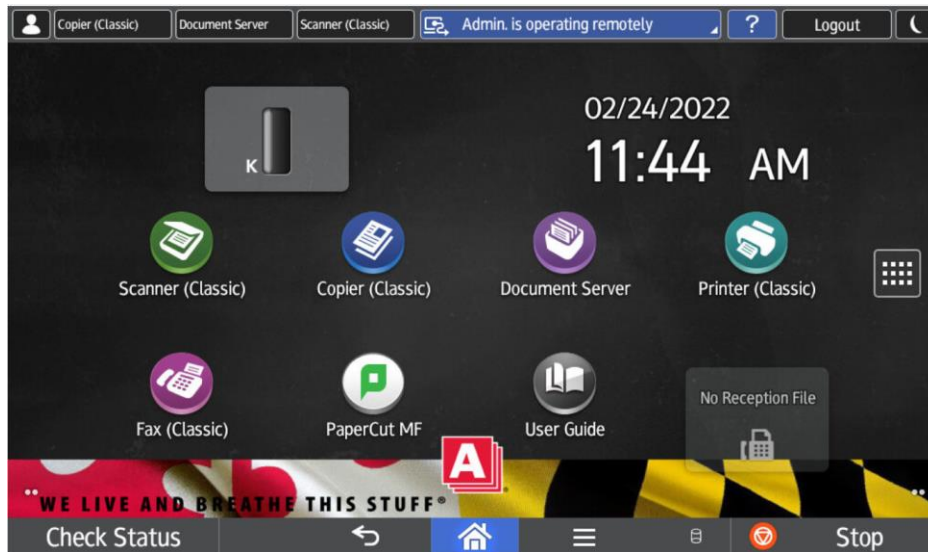 Copier (Classic) Document Server Scanner (Classic) Admin. is operating remotely ? Logout
02/24/2022
K
11:44 AM
Scanner (Classic) Copier (Classic) Document Server Printer (Classic)
No Reception File
Fax (Classic) PaperCut MF User Guide
A
WE LIVE AND BREATHE THIS STUFF®
Check Status Stop